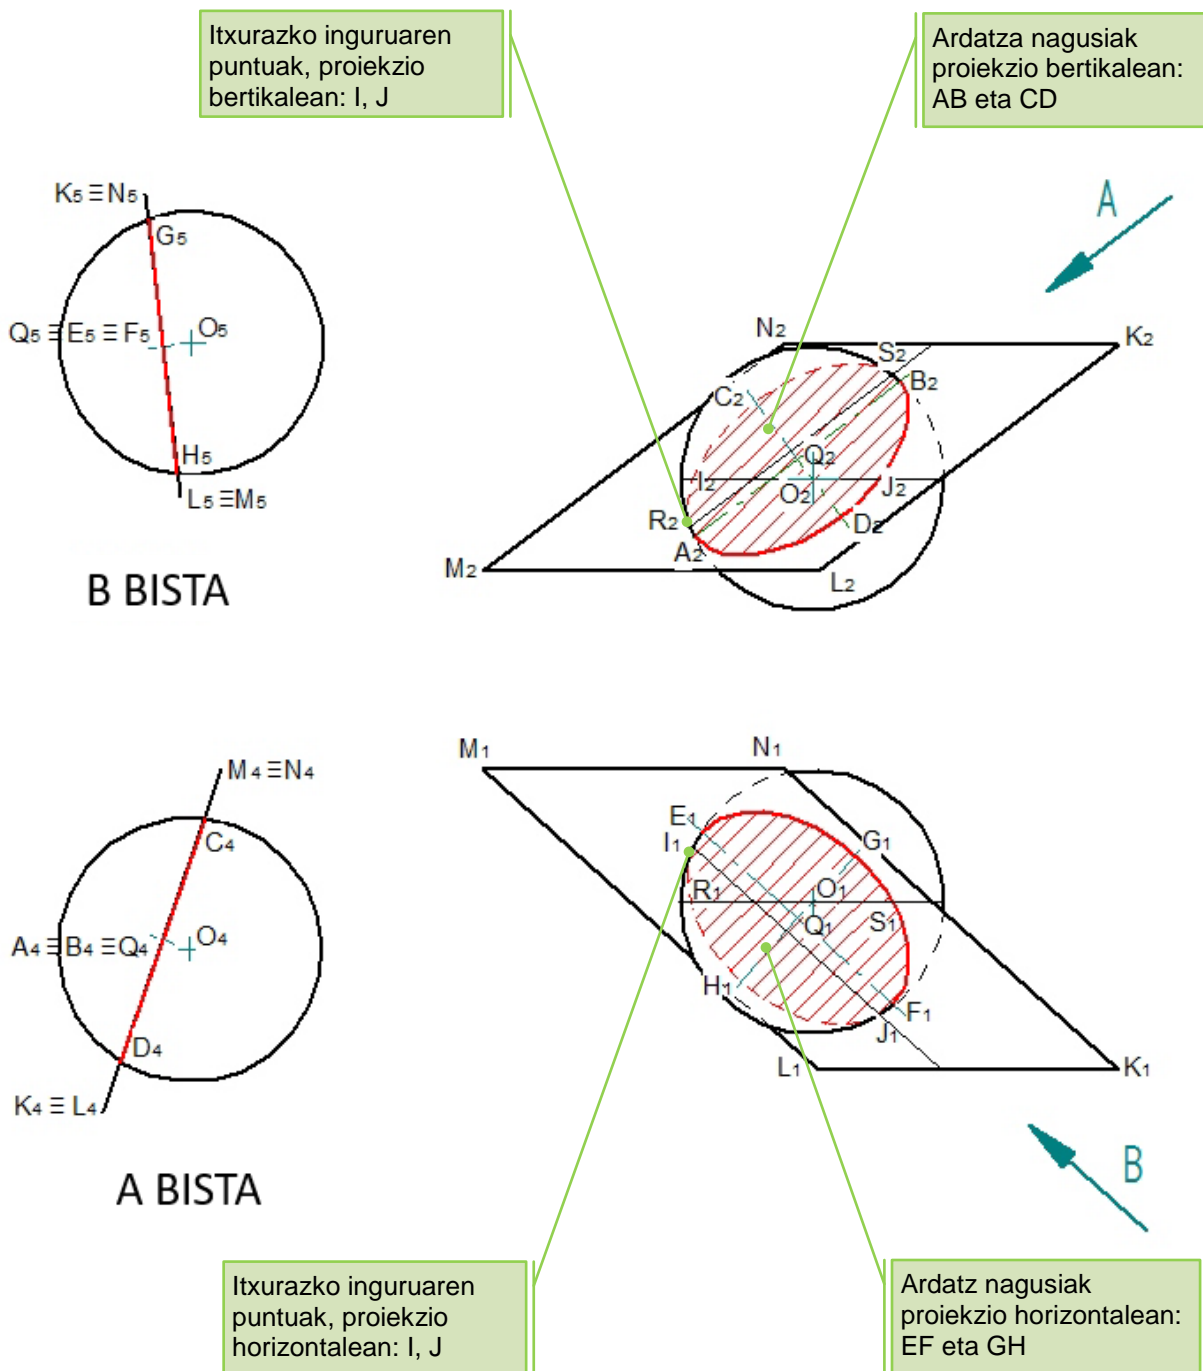 Itxurazko inguruaren
puntuak, proiekzio
bertikalean: I, J
Ardatza nagusiak
proiekzio bertikalean:
AB eta CD
K5 ≡N5
G5
Q5 ≡ E5 ≡ F5
O5
H5
L5 ≡M5
B BISTA
A
N2
K2
S2
B2
C2
Q2
I2
O2
J2
R2
D2
A2
M2
L2
M4 ≡N4
C4
A4 ≡ B4 ≡Q4
O4
D4
K4 ≡ L4
A BISTA
M1
N1
E1
I1
G1
R1
O1
Q1
S1
H1
F1
J1
L1
K1
B
Itxurazko inguruaren
puntuak, proiekzio
horizontalean: I, J
Ardatz nagusiak
proiekzio horizontalean:
EF eta GH